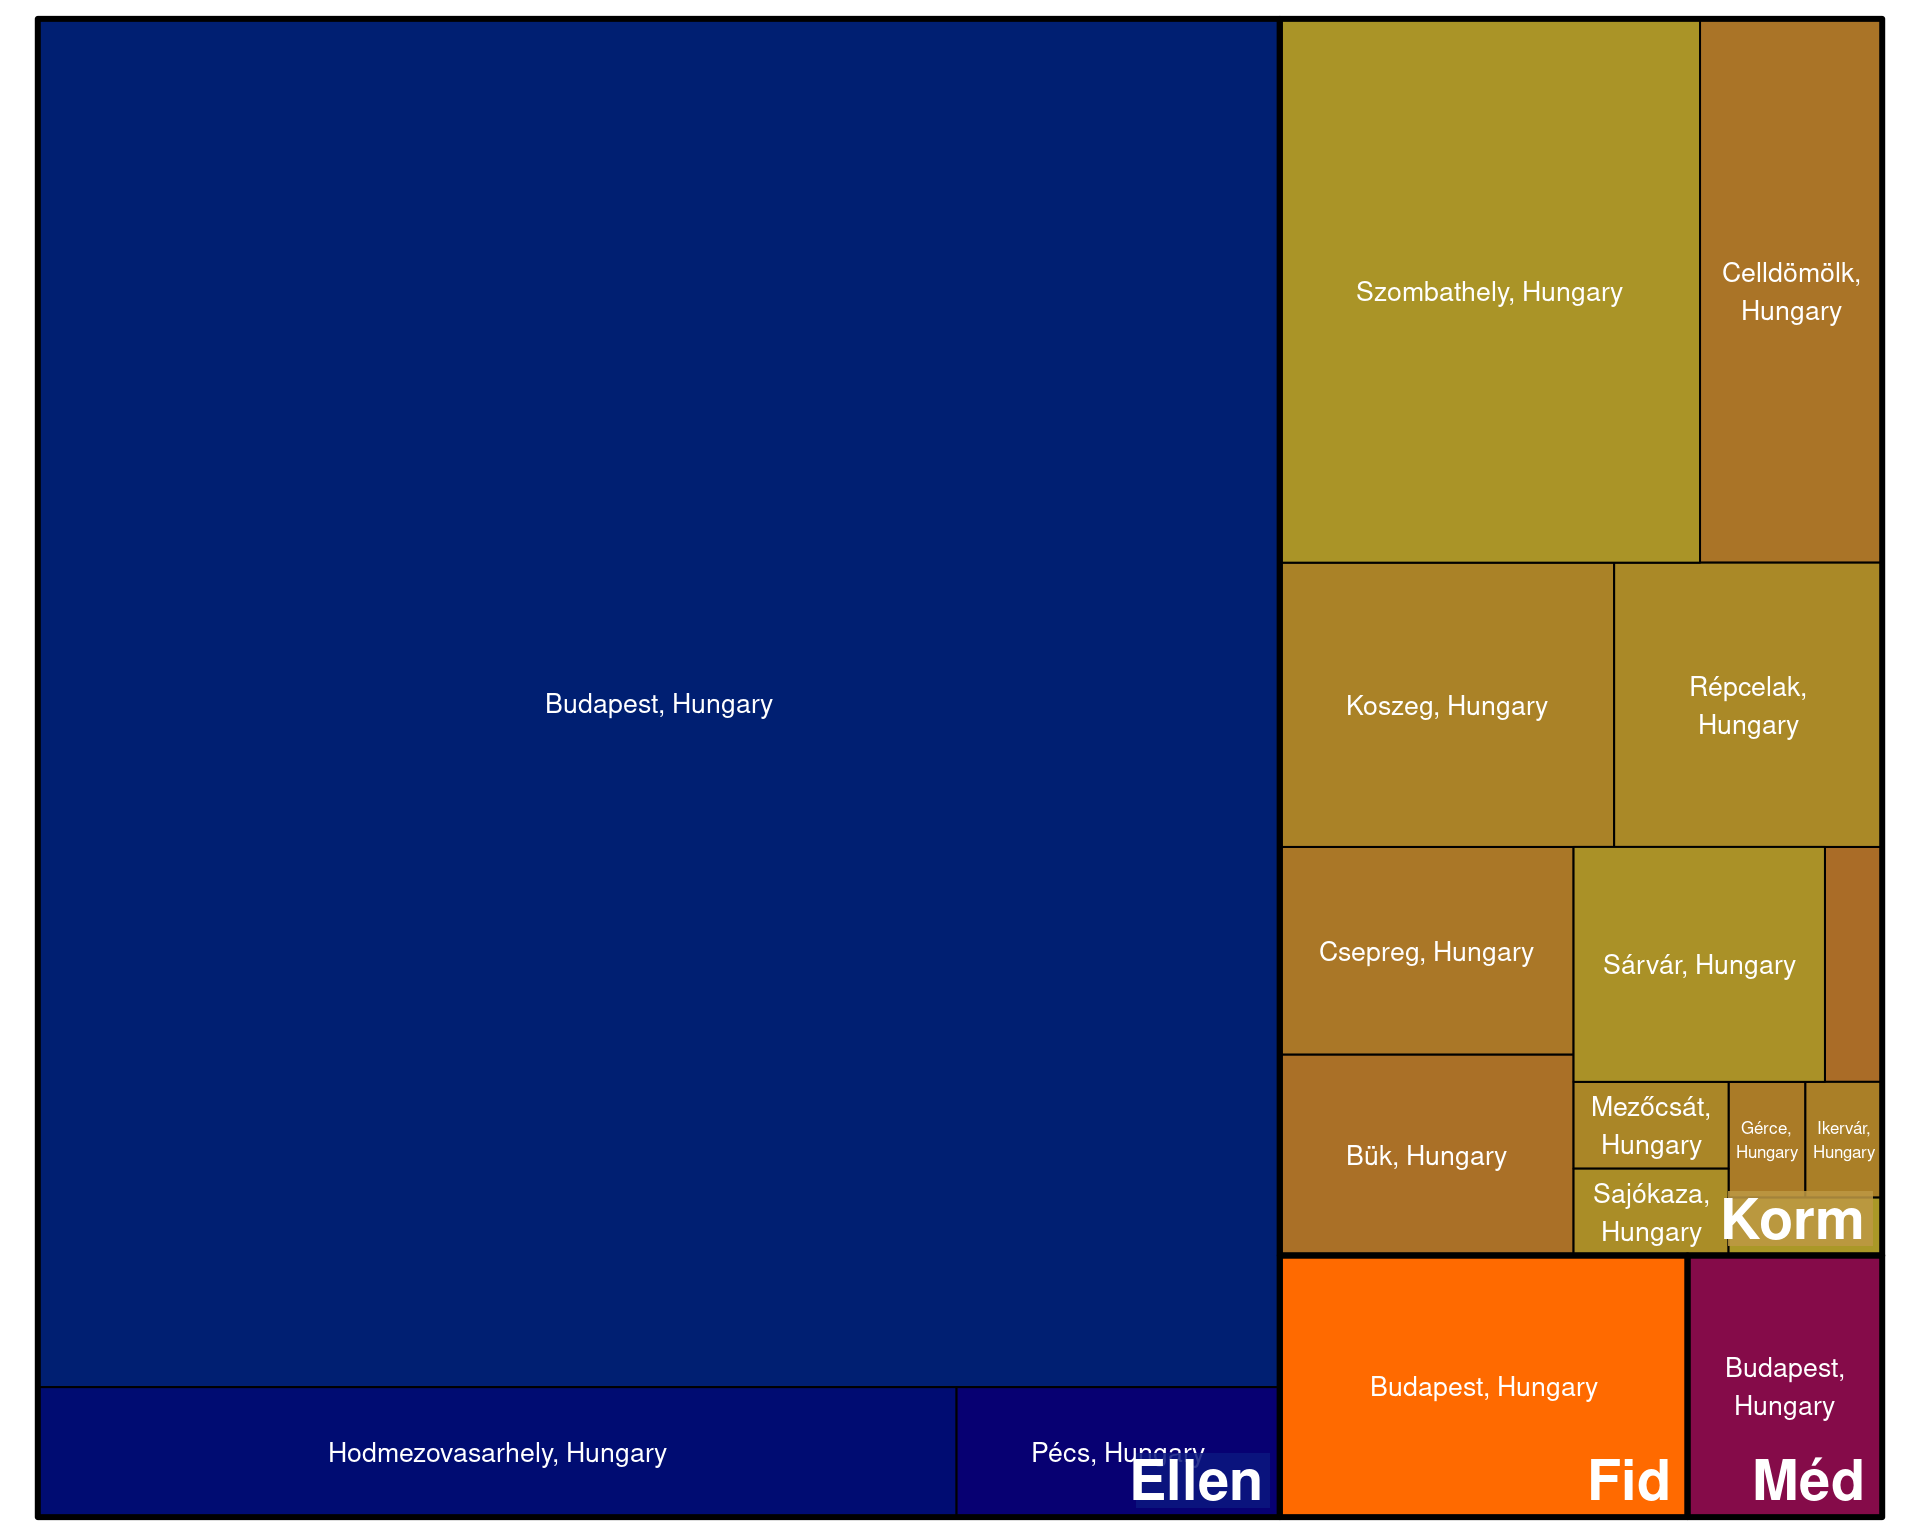 Szombathely, Hungary
Celldömölk,
Hungary
Budapest, Hungary
Koszeg, Hungary
Répcelak,
Hungary
Csepreg, Hungary
Sárvár, Hungary
Bük, Hungary
Mezőcsát,
Hungary
Gérce,
Hungary
Ikervár,
Hungary
Sajókaza,
Hungary
Korm
Budapest, Hungary
Fid
Budapest,
Hungary
Méd
Hodmezovasarhely, Hungary
Pécs, Hungary
Ellen